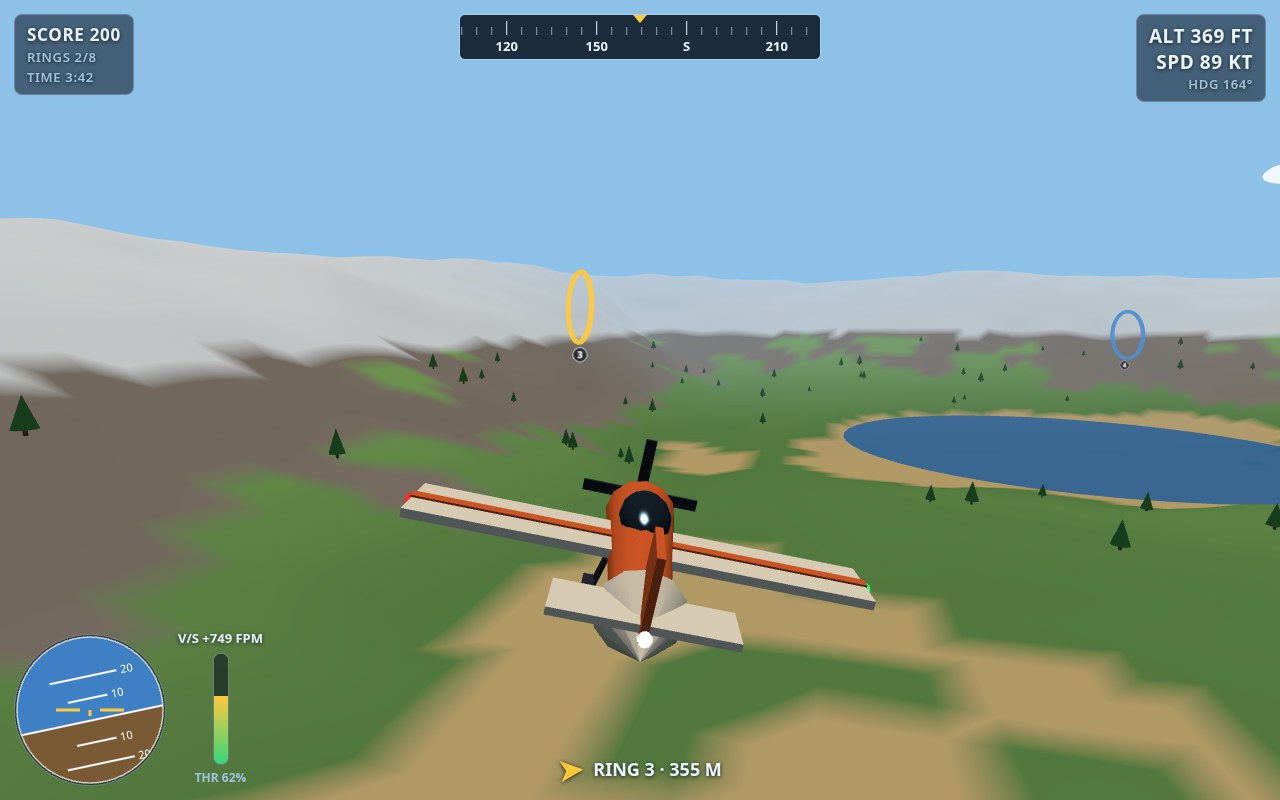 SCORE 200
RINGS 2/8
TIME 3:42
120 150 S 210
ALT 369 FT
SPD 89 KT
HDG 164°
3
4
V/S +749 FPM
20
10
10
20
THR 62%
RING 3 · 355 M